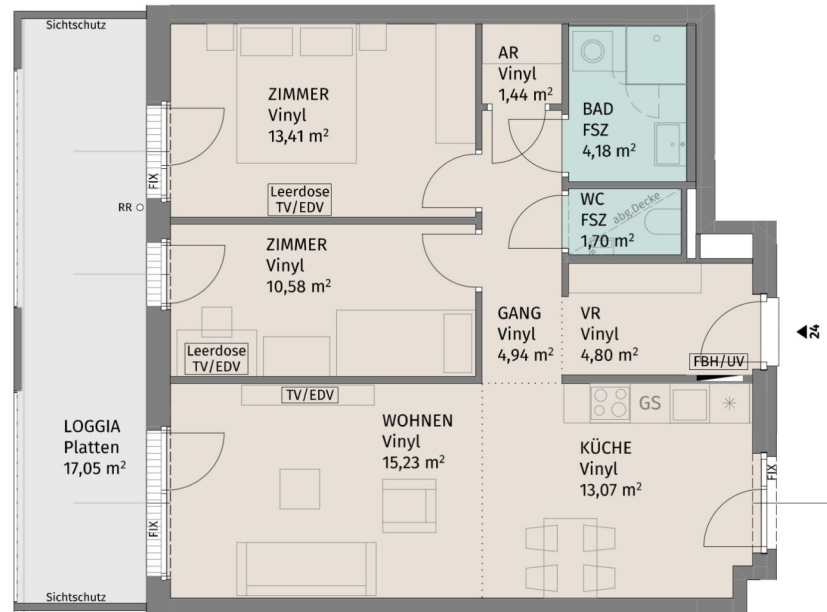 Sichtschutz
AR
Vinyl
1,44 m²
ZIMMER
Vinyl
13,41 m²
BAD
FSZ
4,18 m²
FIX
Leerdose
TV/EDV
RR
WC
FSZ
1,70 m²
abg.Decke
ZIMMER
Vinyl
10,58 m²
GANG
Vinyl
4,94 m²
VR
Vinyl
4,80 m²
24
Leerdose
TV/EDV
FBH/UV
TV/EDV
GS
LOGGIA
Platten
17,05 m²
WOHNEN
Vinyl
15,23 m²
KÜCHE
Vinyl
13,07 m²
FIX
FIX
Sichtschutz